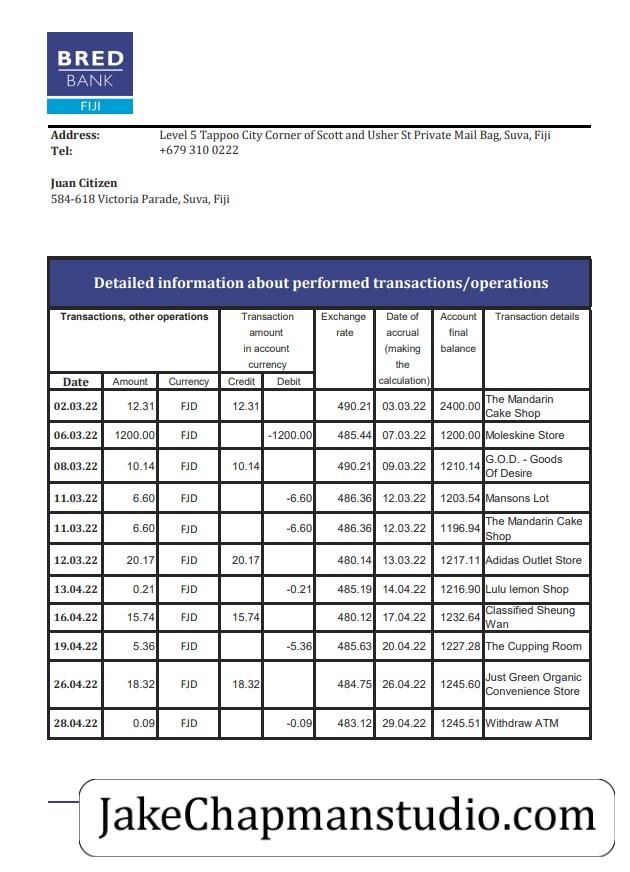 BRED
BANK
FIJI
Address: Level 5 Tappoo City Corner of Scott and Usher St Private Mail Bag, Suva, Fiji
Tel: +679 310 0222
Juan Citizen
584-618 Victoria Parade, Suva, Fiji
Detailed information about performed transactions/operations
Transactions, other operations Transaction amount in account currency Exchange rate Date of accrual (making the calculation) Account final balance Transaction details
Date Amount Currency Credit Debit
02.03.22 12.31 FJD 12.31 490.21 03.03.22 2400.00 The Mandarin Cake Shop
06.03.22 1200.00 FJD -1200.00 485.44 07.03.22 1200.00 Moleskine Store
08.03.22 10.14 FJD 10.14 490.21 09.03.22 1210.14 G.O.D. - Goods Of Desire
11.03.22 6.60 FJD -6.60 486.36 12.03.22 1203.54 Mansons Lot
11.03.22 6.60 FJD -6.60 486.36 12.03.22 1196.94 The Mandarin Cake Shop
12.03.22 20.17 FJD 20.17 480.14 13.03.22 1217.11 Adidas Outlet Store
13.04.22 0.21 FJD -0.21 485.19 14.04.22 1216.90 Lulu lemon Shop
16.04.22 15.74 FJD 15.74 480.12 17.04.22 1232.64 Classified Sheung Wan
19.04.22 5.36 FJD -5.36 485.63 20.04.22 1227.28 The Cupping Room
26.04.22 18.32 FJD 18.32 484.75 26.04.22 1245.60 Just Green Organic Convenience Store
28.04.22 0.09 FJD -0.09 483.12 29.04.22 1245.51 Withdraw ATM
JakeChapmanstudio.com